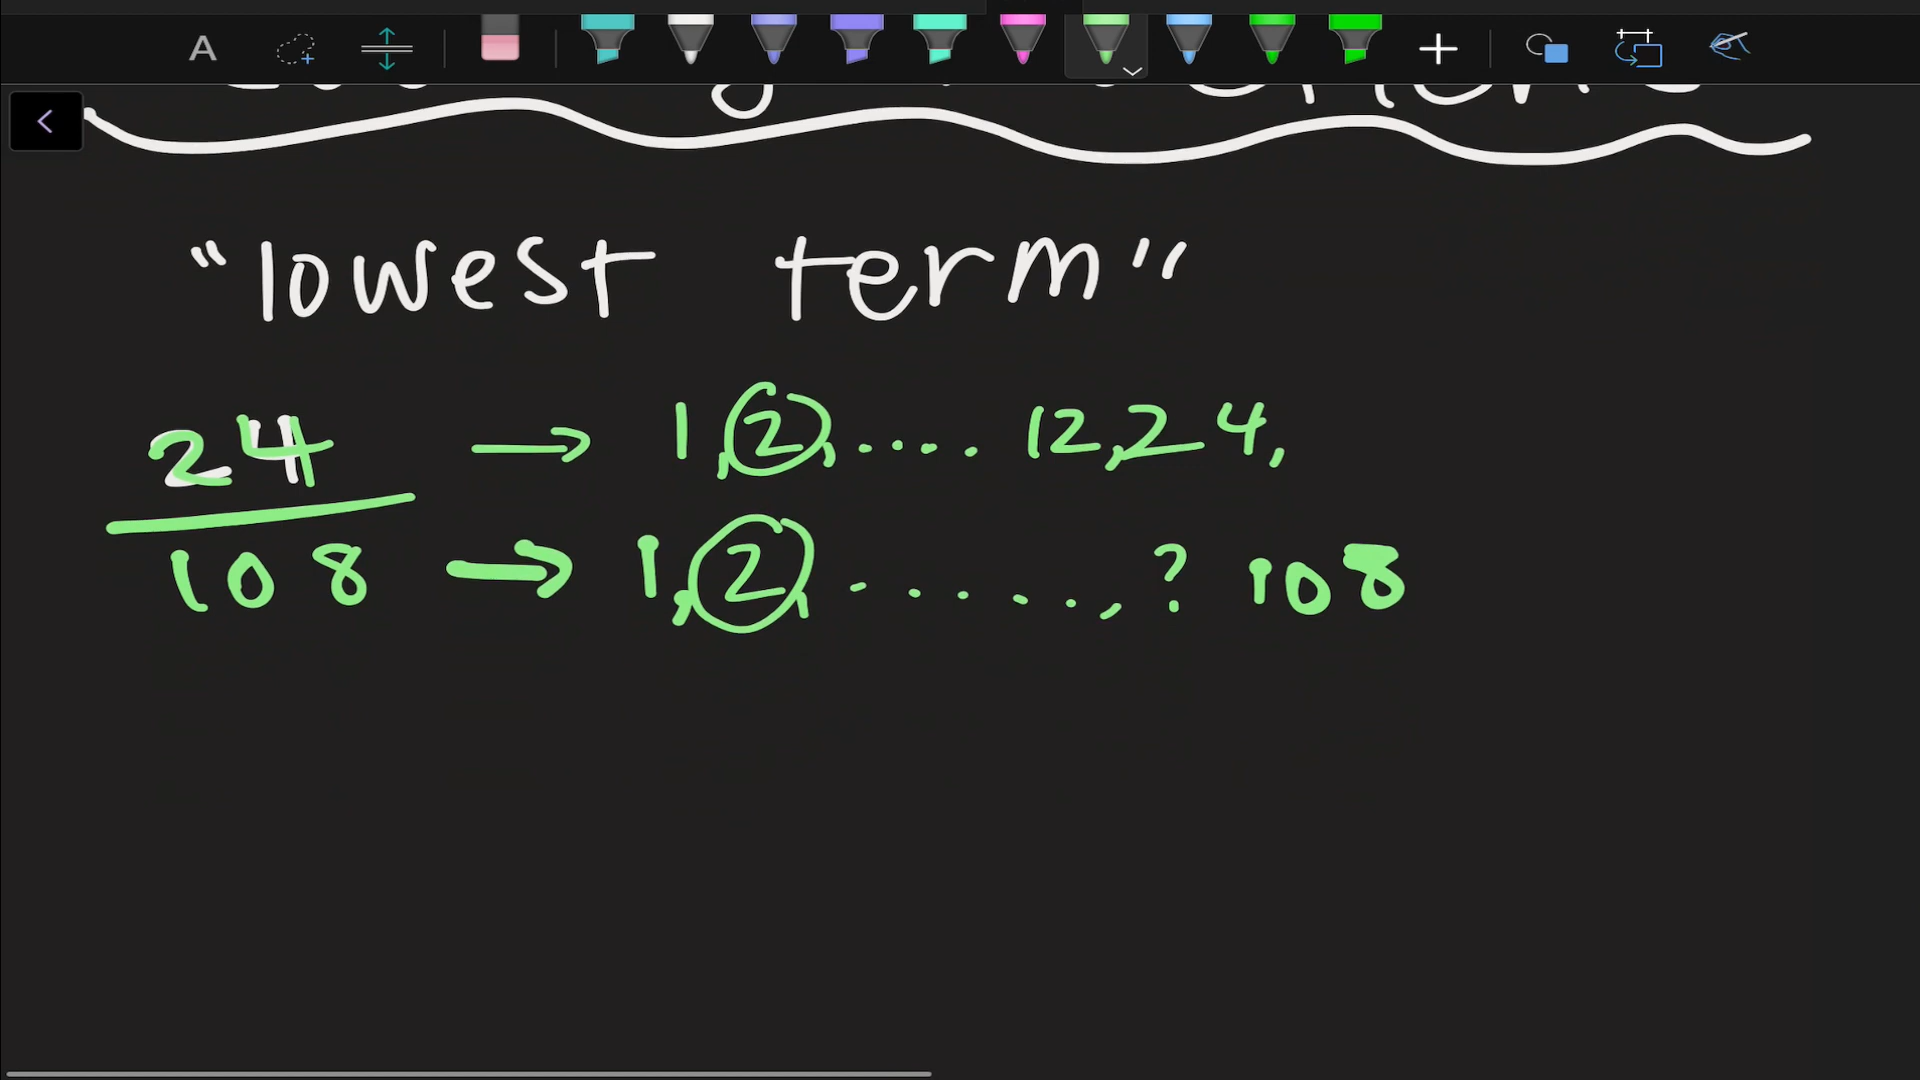 A
"lowest term"
24 → 1, 2, .... 12, 24,
108 → 1, 2, ......, ? 108